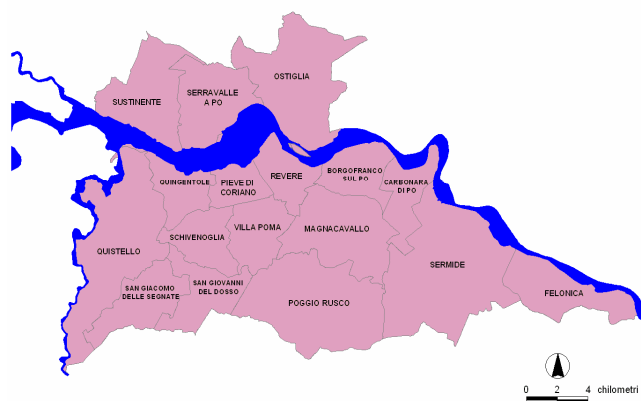 OSTIGLIA
SERRAVALLE
A PO
SUSTINENTE
REVERE
BORGOFRANCO
SUL PO
QUINGENTOLE
PIEVE DI
CORIANO
CARBONARA
DI PO
VILLA POMA
MAGNACAVALLO
SCHIVENOGLIA
QUISTELLO
SERMIDE
SAN GIACOMO
DELLE SEGNATE
SAN GIOVANNI
DEL DOSSO
POGGIO RUSCO
FELONICA
0 2 4 chilometri